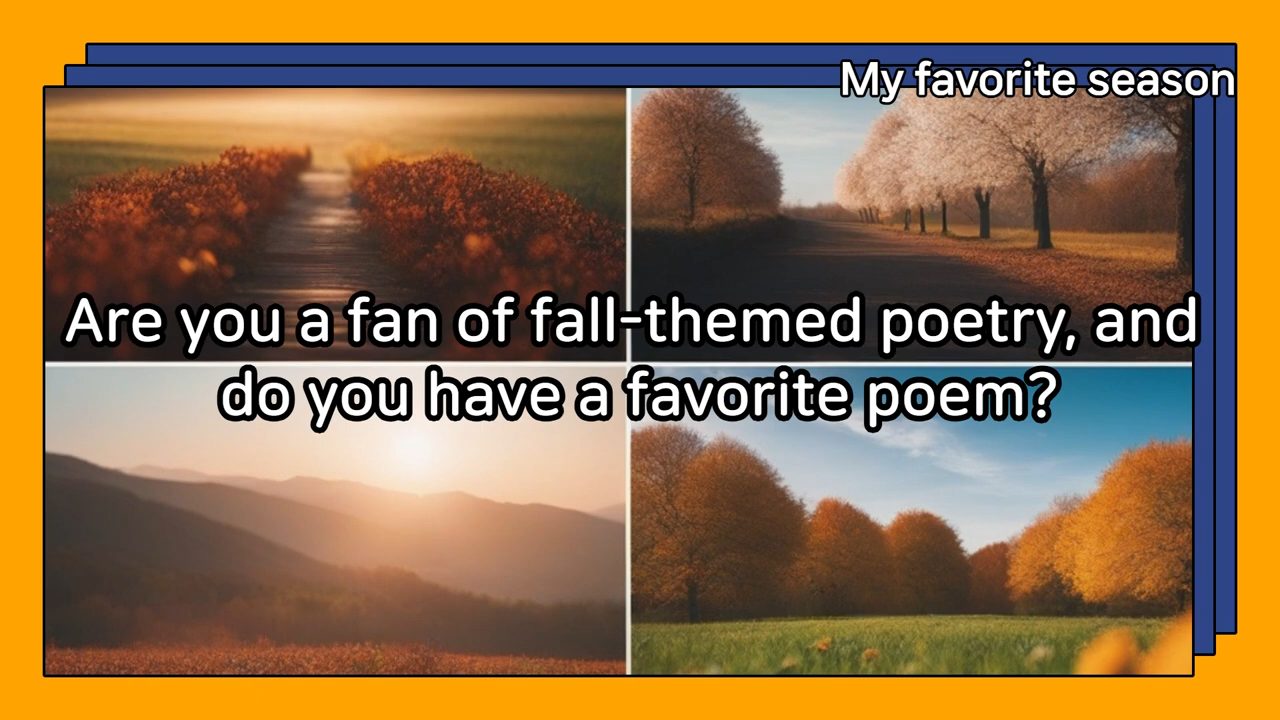 My favorite season
Are you a fan of fall-themed poetry, and
do you have a favorite poem?